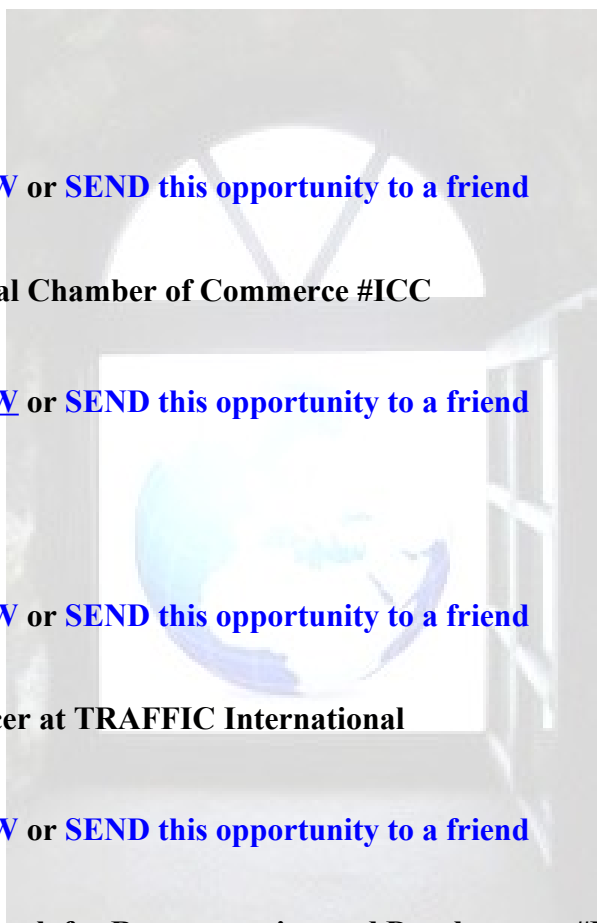 W or SEND this opportunity to a friend
al Chamber of Commerce #ICC
W or SEND this opportunity to a friend
W or SEND this opportunity to a friend
cer at TRAFFIC International
W or SEND this opportunity to a friend